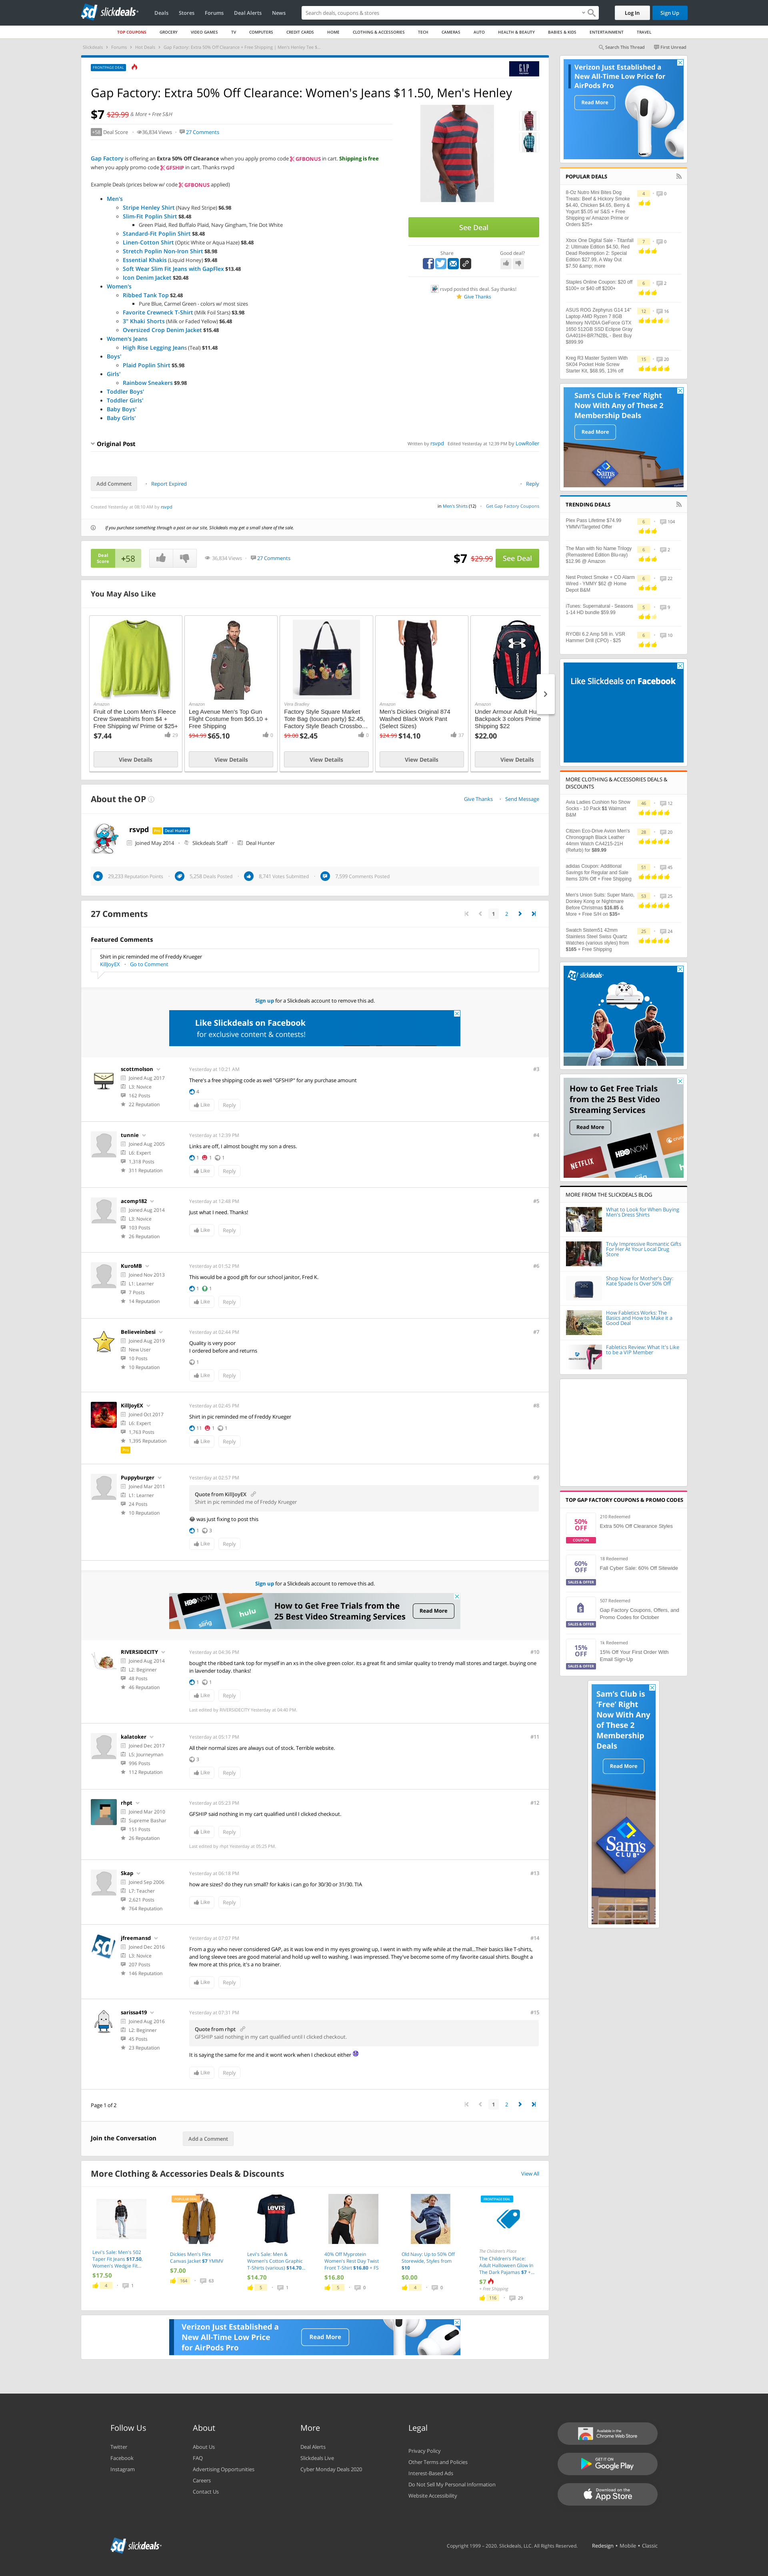 slickdeals
Deals Stores Forums Deal Alerts News
Search deals, coupons & stores
Log In Sign Up
TOP COUPONS GROCERY VIDEO GAMES TV COMPUTERS CREDIT CARDS HOME CLOTHING & ACCESSORIES TECH CAMERAS AUTO HEALTH & BEAUTY BABIES & KIDS ENTERTAINMENT TRAVEL
Slickdeals Forums Hot Deals Gap Factory: Extra 50% Off Clearance + Free Shipping | Men's Henley Tee $...
Search This Thread First Unread
FRONTPAGE DEAL
GAP
Gap Factory: Extra 50% Off Clearance: Women's Jeans $11.50, Men's Henley
$7 $29.99 & More + Free S&H
+58 Deal Score 36,834 Views 27 Comments
Gap Factory is offering an Extra 50% Off Clearance when you apply promo code GFBONUS in cart. Shipping is free
when you apply promo code GFSHIP in cart. Thanks rsvpd
Example Deals (prices below w/ code GFBONUS applied)
Men's
Stripe Henley Shirt (Navy Red Stripe) $6.98
Slim-Fit Poplin Shirt $8.48
Green Plaid, Red Buffalo Plaid, Navy Gingham, Trie Dot White
Standard-Fit Poplin Shirt $8.48
Linen-Cotton Shirt (Optic White or Aqua Haze) $8.48
Stretch Poplin Non-Iron Shirt $8.98
Essential Khakis (Liquid Honey) $9.48
Soft Wear Slim Fit Jeans with Gapflex $13.48
Icon Denim Jacket $20.48
Women's
Ribbed Tank Top $2.48
Pure Blue, Carmel Green - colors w/ most sizes
Favorite Crewneck T-Shirt (Milk Foil Stars) $3.98
3" Khaki Shorts (Milk or Faded Yellow) $6.48
Oversized Crop Denim Jacket $15.48
Women's Jeans
High Rise Legging Jeans (Teal) $11.48
Boys'
Plaid Poplin Shirt $5.98
Girls'
Rainbow Sneakers $9.98
Toddler Boys'
Toddler Girls'
Baby Boys'
Baby Girls'
See Deal
Share Good deal?
rsvpd posted this deal. Say thanks!
Give Thanks
Original Post
Written by rsvpd Edited Yesterday at 12:39 PM by LowRoller
Add Comment Report Expired Reply
Created Yesterday at 09:10 AM by rsvpd
in Men's Shirts (12) Get Gap Factory Coupons
If you purchase something through a post on our site, Slickdeals may get a small share of the sale.
Deal Score +58
36,834 Views 27 Comments
$7 $29.99 See Deal
You May Also Like
Amazon
Fruit of the Loom Men's Fleece Crew Sweatshirts from $4 + Free Shipping w/ Prime or $25+
$7.44 29
View Details
Amazon
Leg Avenue Men's Top Gun Flight Costume from $65.10 + Free Shipping
$94.99 $65.10 0
View Details
Vera Bradley
Factory Style Square Market Tote Bag (toucan party) $2.45, Factory Style Beach Crossbo...
$9.00 $2.45 0
View Details
Amazon
Men's Dickies Original 874 Washed Black Work Pant (Select Sizes)
$24.99 $14.10 37
View Details
Amazon
Under Armour Adult Hu
Backpack 3 colors Prime
Shipping $22
$22.00
View Details
About the OP
Give Thanks Send Message
rsvpd Pro Deal Hunter
Joined May 2014 Slickdeals Staff Deal Hunter
29,233 Reputation Points 5,258 Deals Posted 8,741 Votes Submitted 7,599 Comments Posted
27 Comments
1 2
Featured Comments
Shirt in pic reminded me of Freddy Krueger
KilljoyEX Go to Comment
Sign up for a Slickdeals account to remove this ad.
Like Slickdeals on Facebook
for exclusive content & contests!
scottmolson
Joined Aug 2017
L3: Novice
162 Posts
22 Reputation
Yesterday at 10:21 AM #3
There's a free shipping code as well "GFSHIP" for any purchase amount
4
Like Reply
tunnie
Joined Aug 2005
L6: Expert
1,318 Posts
311 Reputation
Yesterday at 12:39 PM #4
Links are off, I almost bought my son a dress.
1 1 1
Like Reply
acomp182
Joined Aug 2014
L3: Novice
103 Posts
26 Reputation
Yesterday at 12:48 PM #5
Just what I need. Thanks!
Like Reply
KuroMB
Joined Nov 2013
L1: Learner
7 Posts
14 Reputation
Yesterday at 01:52 PM #6
This would be a good gift for our school janitor, Fred K.
1 1
Like Reply
Believeinbesi
Joined Aug 2019
New User
10 Posts
10 Reputation
Yesterday at 02:44 PM #7
Quality is very poor
I ordered before and returns
1
Like Reply
KilljoyEX
Joined Oct 2017
L6: Expert
1,763 Posts
1,395 Reputation
Pro
Yesterday at 02:45 PM #8
Shirt in pic reminded me of Freddy Krueger
11 1 1
Like Reply
Puppyburger
Joined Mar 2011
L1: Learner
24 Posts
10 Reputation
Yesterday at 02:57 PM #9
Quote from KilljoyEX
Shirt in pic reminded me of Freddy Krueger
was just fixing to post this
1 3
Like Reply
Sign up for a Slickdeals account to remove this ad.
How to Get Free Trials from the
25 Best Video Streaming Services
Read More
sling hulu
RIVERSIDECITY
Joined Aug 2014
L2: Beginner
48 Posts
46 Reputation
Yesterday at 04:36 PM #10
bought the ribbed tank top for myself in an xs in the olive green color. its a great fit and similar quality to trendy mall stores and target. buying one
in lavender today. thanks!
1 1
Like Reply
Last edited by RIVERSIDECITY Yesterday at 04:40 PM.
kalatoker
Joined Dec 2017
L5: Journeyman
996 Posts
112 Reputation
Yesterday at 05:17 PM #11
All their normal sizes are always out of stock. Terrible website.
3
Like Reply
rhpt
Joined Mar 2010
Supreme Bashar
151 Posts
26 Reputation
Yesterday at 05:23 PM #12
GFSHIP said nothing in my cart qualified until I clicked checkout.
Like Reply
Last edited by rhpt Yesterday at 05:25 PM.
Skap
Joined Sep 2006
L7: Teacher
2,621 Posts
764 Reputation
Yesterday at 06:18 PM #13
how are sizes? do they run small? for kakis i can go for 30/30 or 31/30. TIA
Like Reply
jfreemansd
Joined Dec 2016
L3: Novice
207 Posts
146 Reputation
Yesterday at 07:07 PM #14
From a guy who never considered GAP, as it was low end in my eyes growing up, I went in with my wife while at the mall...Their basics like T-shirts,
and long sleeve tees are good material and hold up well to washing. I was impressed. They've become some of my favorite casual shirts. Bought a
few more at this price, it's a no brainer.
Like Reply
sarissa419
Joined Aug 2016
L2: Beginner
45 Posts
23 Reputation
Yesterday at 07:31 PM #15
Quote from rhpt
GFSHIP said nothing in my cart qualified until I clicked checkout.
It is saying the same for me and it wont work when I checkout either
Like Reply
Page 1 of 2
1 2
Join the Conversation
Add a Comment
More Clothing & Accessories Deals & Discounts
View All
Levi's Sale: Men's 502 Taper Fit Jeans $17.50, Women's Wedgie Fit...
$17.50
4 1
Dickies Men's Flex Canvas Jacket $7 YMMV
$7.00
164 63
Levi's Sale: Men & Women's Cotton Graphic T-Shirts (various) $14.70...
$14.70
5 1
40% Off Myprotein Women's Rest Day Twist Front T-Shirt $16.80 + FS
$16.80
5 0
Old Navy: Up to 50% Off Storewide, Styles from $10
$0.00
4 0
FRONTPAGE DEAL
The Children's Place
The Children's Place: Adult Halloween Glow In The Dark Pajamas $7 +...
$7
+ Free Shipping
116 29
Verizon Just Established a
New All-Time Low Price
for AirPods Pro
Read More
Verizon Just Established a
New All-Time Low Price for
AirPods Pro
Read More
POPULAR DEALS
8-Oz Nutro Mini Bites Dog Treats: Beef & Hickory Smoke $4.40, Chicken $4.65, Berry & Yogurt $5.05 w/ S&S + Free Shipping w/ Amazon Prime or Orders $25+
4 0
Xbox One Digital Sale - Titanfall 2: Ultimate Edition $4.50, Red Dead Redemption 2: Special Edition $27.99, A Way Out $7.50 &amp; more
7 0
Staples Online Coupon: $20 off $100+ or $40 off $200+
6 2
ASUS ROG Zephyrus G14 14" Laptop AMD Ryzen 7 8GB Memory NVIDIA GeForce GTX 1650 512GB SSD Eclipse Gray GA401IH-BR7N2BL - Best Buy $899.99
12 16
Kreg R3 Master System With SK04 Pocket Hole Screw Starter Kit, $68.95, 13% off
15 20
Sam's Club is 'Free' Right
Now With Any of These 2
Membership Deals
Read More
Sam's
TRENDING DEALS
Plex Pass Lifetime $74.99 YMMV/Targeted Offer
6 104
The Man with No Name Trilogy (Remastered Edition Blu-ray) $12.96 @ Amazon
6 2
Nest Protect Smoke + CO Alarm Wired - YMMY $62 @ Home Depot B&M
6 22
iTunes: Supernatural - Seasons 1-14 HD bundle $59.99
3 9
RYOBI 6.2 Amp 5/8 in. VSR Hammer Drill (CPO) - $25
6 10
Like Slickdeals on Facebook
MORE CLOTHING & ACCESSORIES DEALS &
DISCOUNTS
Avia Ladies Cushion No Show Socks - 10 Pack $1 Walmart B&M
46 12
Citizen Eco-Drive Avion Men's Chronograph Black Leather 44mm Watch CA4215-21H (Refurb) for $89.99
28 20
adidas Coupon: Additional Savings for Regular and Sale Items 33% Off + Free Shipping
91 45
Men's Union Suits: Super Mario, Donkey Kong or Nightmare Before Christmas $16.85 & More + Free S/H on $35+
53 25
Swatch Sistem51 42mm Stainless Steel Swiss Quartz Watches (various styles) from $105 + Free Shipping
25 24
slickdeals
How to Get Free Trials
from the 25 Best Video
Streaming Services
Read More
NETFLIX HBO NOW
MORE FROM THE SLICKDEALS BLOG
What to Look for When Buying Men's Dress Shirts
Truly Impressive Romantic Gifts For Her At Your Local Drug Store
Shop Now for Mother's Day: Kate Spade Is Over 50% Off
How Fabletics Works: The Basics and How to Make it a Good Deal
Fabletics Review: What It's Like to be a VIP Member
TOP GAP FACTORY COUPONS & PROMO CODES
50% OFF COUPON
210 Redeemed
Extra 50% Off Clearance Styles
60% OFF SALES & OFFER
18 Redeemed
Fall Cyber Sale: 60% Off Sitewide
SALES & OFFER
507 Redeemed
Gap Factory Coupons, Offers, and Promo Codes for October
15% OFF SALES & OFFER
16 Redeemed
15% Off Your First Order With Email Sign-Up
Sam's Club is
'Free' Right
Now With Any
of These 2
Membership
Deals
Read More
Sam's CLUB
Follow Us
Twitter
Facebook
Instagram
About
About Us
FAQ
Advertising Opportunities
Careers
Contact Us
More
Deal Alerts
Slickdeals Live
Cyber Monday Deals 2020
Legal
Privacy Policy
Other Terms and Policies
Interest-Based Ads
Do Not Sell My Personal Information
Website Accessibility
Available in the
Chrome Web Store
GET IT ON
Google Play
Download on the
App Store
slickdeals
Copyright 1999 - 2020. Slickdeals, LLC. All Rights Reserved. Redesign • Mobile • Classic